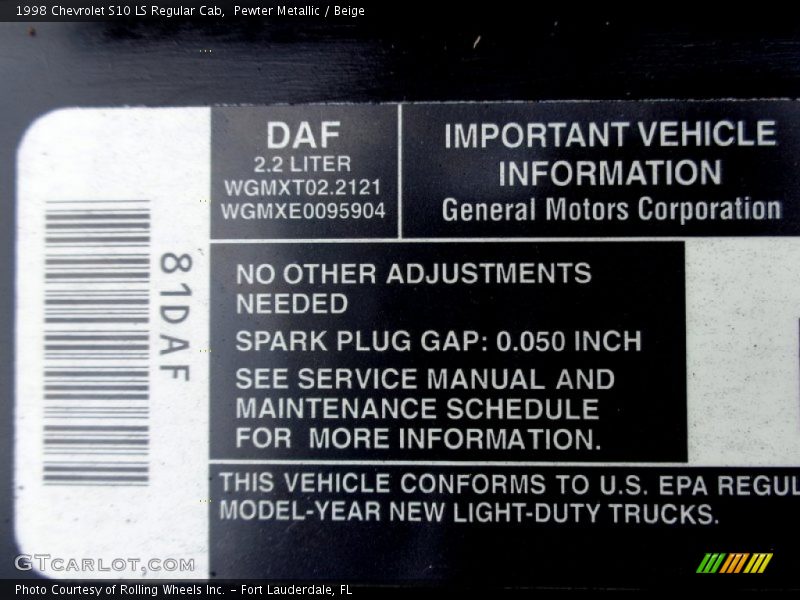 1998 Chevrolet S10 LS Regular Cab,  Pewter Metallic / Beige
DAF
2.2 LITER
WGMXT02.2121
WGMXE0095904
IMPORTANT VEHICLE
INFORMATION
General Motors Corporation
81DAF
NO OTHER ADJUSTMENTS
NEEDED
SPARK PLUG GAP: 0.050 INCH
SEE SERVICE MANUAL AND
MAINTENANCE SCHEDULE
FOR MORE INFORMATION.
THIS VEHICLE CONFORMS TO U.S. EPA REGUL
MODEL-YEAR NEW LIGHT-DUTY TRUCKS.
GTCARLOT.COM
Photo Courtesy of Rolling Wheels Inc. – Fort Lauderdale, FL